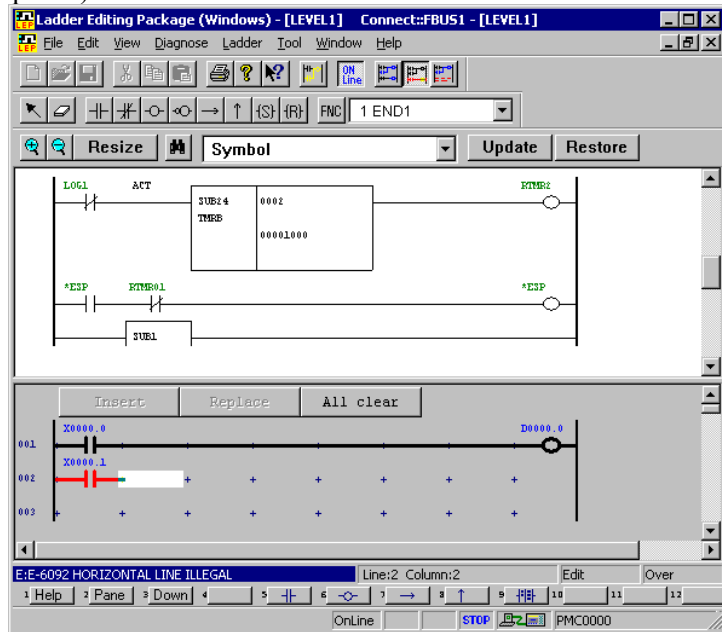 Ladder Editing Package (Windows) - [LEVEL1] Connect::FBUS1 - [LEVEL1]
File Edit View Diagnose Ladder Tool Window Help
ON Line
(S) (R) FNC 1 END1
Resize Symbol Update Restore
LOG1 ACT RTMR2
SUB24 0002
TMRB
00001000
*ESP RTMR01 *ESP
SUB1
Insert Replace All clear
X0000.0 D0000.0
001
X0000.1
002
003
E:E-6092 HORIZONTAL LINE ILLEGAL Line:2 Column:2 Edit Over
1 Help 2 Pane 3 Down 4 5 6 7 8 9 10 11 12
OnLine STOP PMC0000